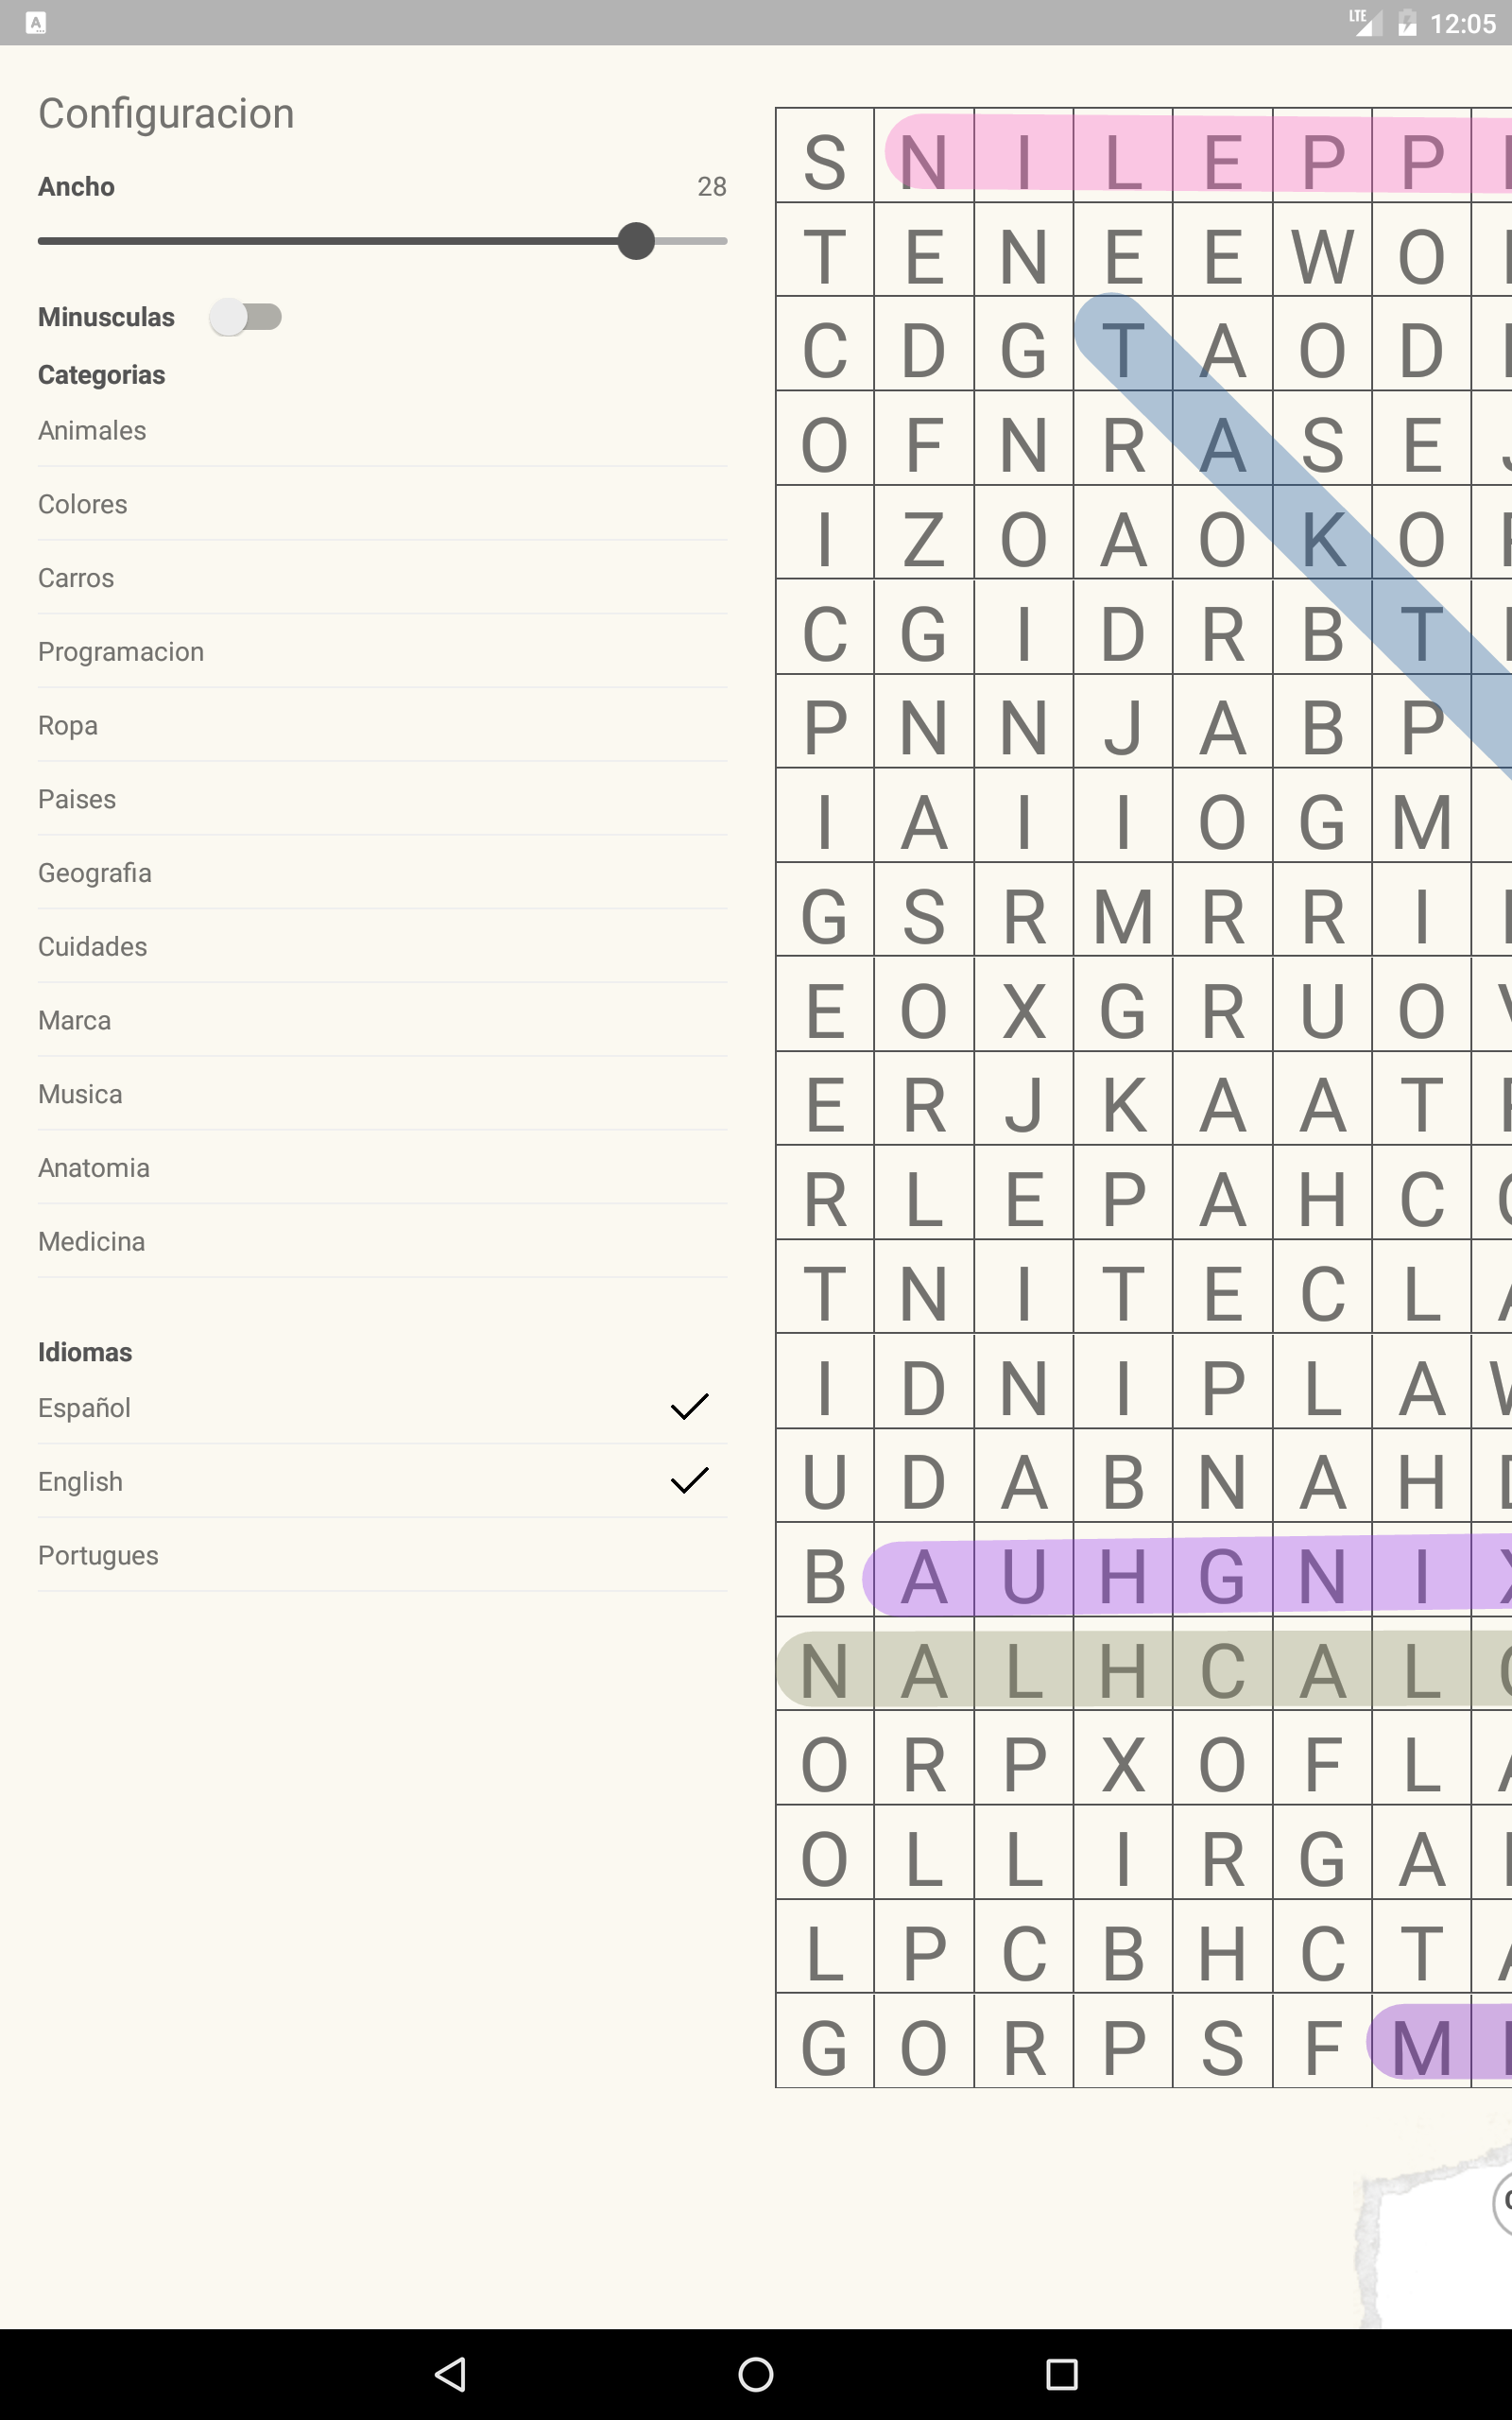 LTE 12:05
Configuracion
Ancho 28
Minusculas
Categorias
Animales
Colores
Carros
Programacion
Ropa
Paises
Geografia
Cuidades
Marca
Musica
Anatomia
Medicina
Idiomas
Español
English
Portugues
S N I L E P P
T E N E E W O
C D G T A O D
O F N R A S E
I Z O A O K O
C G I D R B T
P N N J A B P
I A I I O G M
G S R M R R I
E O X G R U O
E R J K A A T
R L E P A H C
T N I T E C L
I D N I P L A
U D A B N A H
B A U H G N I
N A L H C A L
O R P X O F L
O L L I R G A
L P C B H C T
G O R P S F M